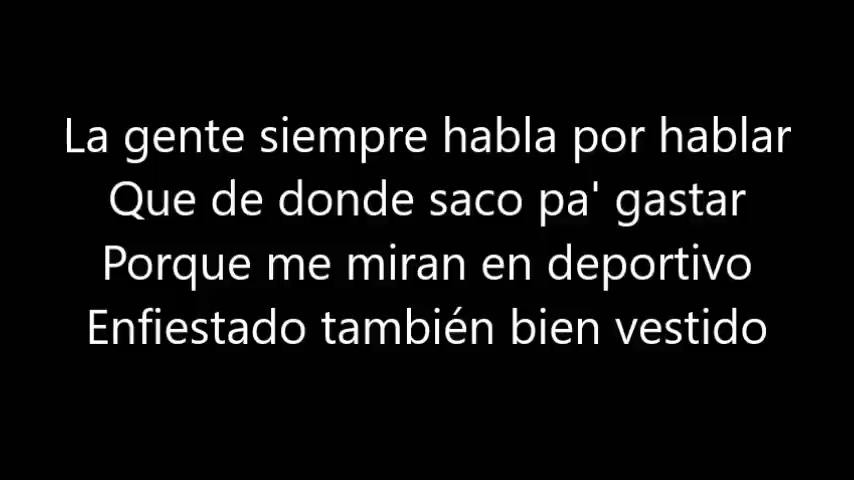 La gente siempre habla por hablar
Que de donde saco pa' gastar
Porque me miran en deportivo
Enfiestado también bien vestido